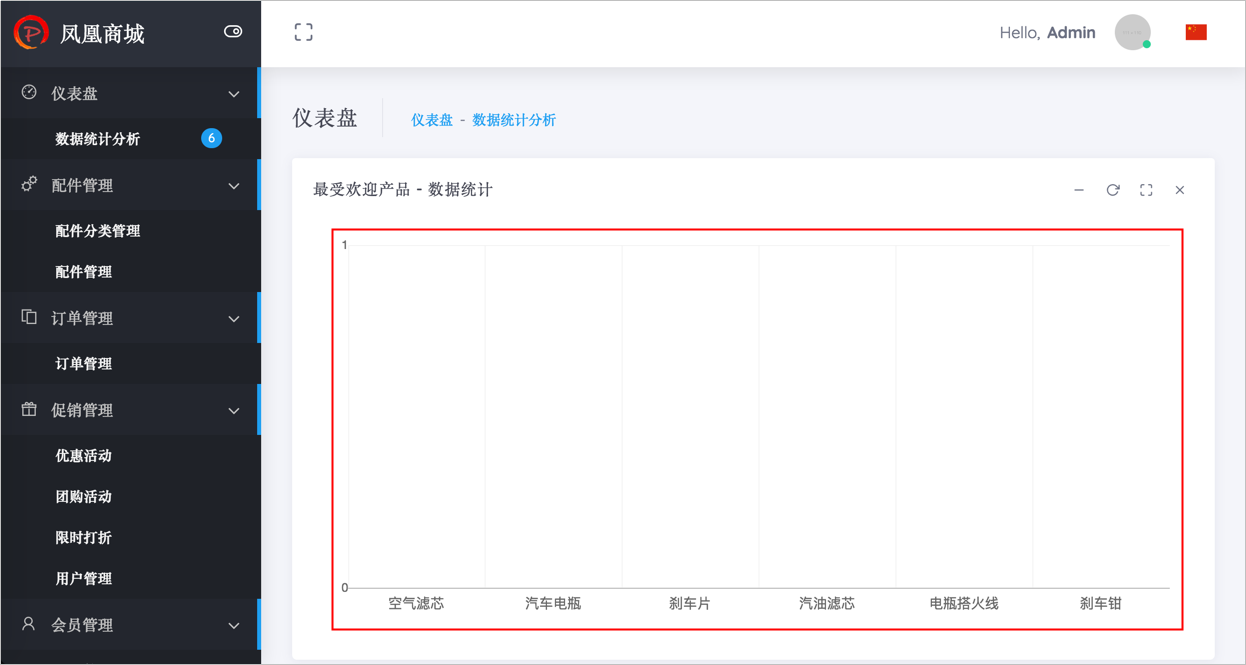 凤凰商城
Hello, Admin
仪表盘
数据统计分析 6
配件管理
配件分类管理
配件管理
订单管理
订单管理
促销管理
优惠活动
团购活动
限时打折
用户管理
会员管理
仪表盘
仪表盘 - 数据统计分析
最受欢迎产品 - 数据统计
1
0
空气滤芯 汽车电瓶 刹车片 汽油滤芯 电瓶搭火线 刹车钳